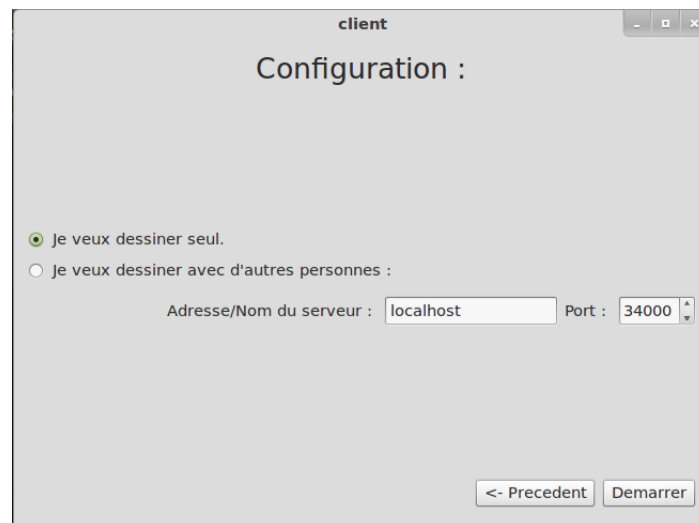 client
Configuration :
Je veux dessiner seul.
Je veux dessiner avec d'autres personnes :
Adresse/Nom du serveur : localhost Port : 34000
<- Precedent Demarrer